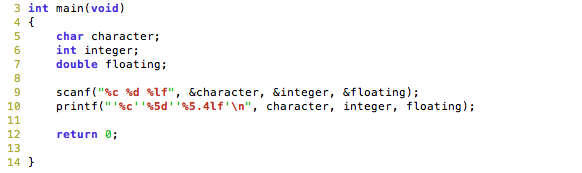 3 int main(void)
4 {
5     char character;
6     int integer;
7     double floating;
8
9     scanf("%c %d %lf", &character, &integer, &floating);
10     printf("'%c''%5d''%5.4lf'\n", character, integer, floating);
11
12     return 0;
13
14 }